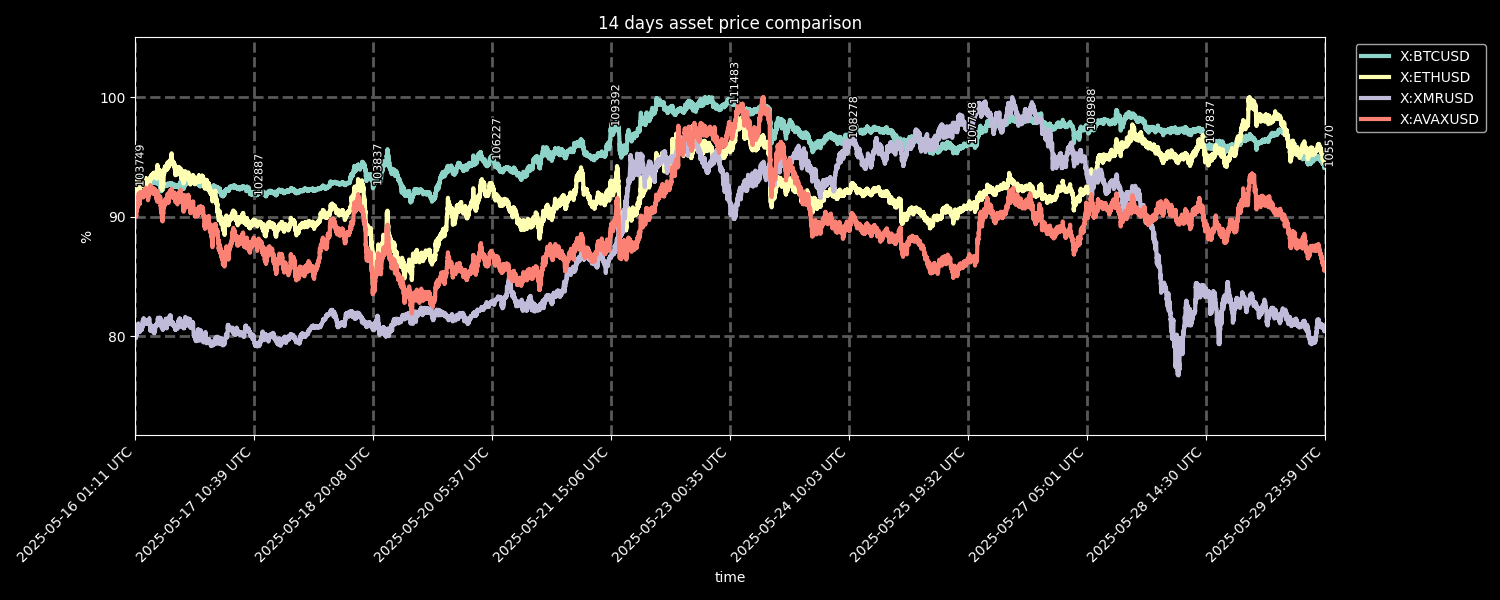 14 days asset price comparison
X:BTCUSD
X:ETHUSD
X:XMRUSD
X:AVAXUSD
%
100
90
80
103749
102887
103837
106227
109392
111483
108278
107748
108988
107837
105570
2025-05-16 01:11 UTC
2025-05-17 10:39 UTC
2025-05-18 20:08 UTC
2025-05-20 05:37 UTC
2025-05-21 15:06 UTC
2025-05-23 00:35 UTC
2025-05-24 10:03 UTC
2025-05-25 19:32 UTC
2025-05-27 05:01 UTC
2025-05-28 14:30 UTC
2025-05-29 23:59 UTC
time